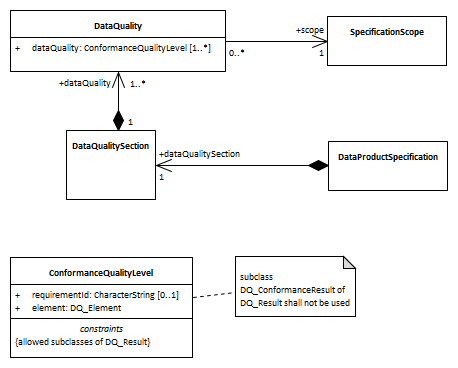 DataQuality
+ dataQuality: ConformanceQualityLevel [1..*]
+scope
0..*
1
SpecificationScope
+dataQuality
1..*
1
DataQualitySection
+dataQualitySection
1
DataProductSpecification
ConformanceQualityLevel
+ requirementId: CharacterString [0..1]
+ element: DQ_Element
constraints
{allowed subclasses of DQ_Result}
subclass
DQ_ConformanceResult of
DQ_Result shall not be used